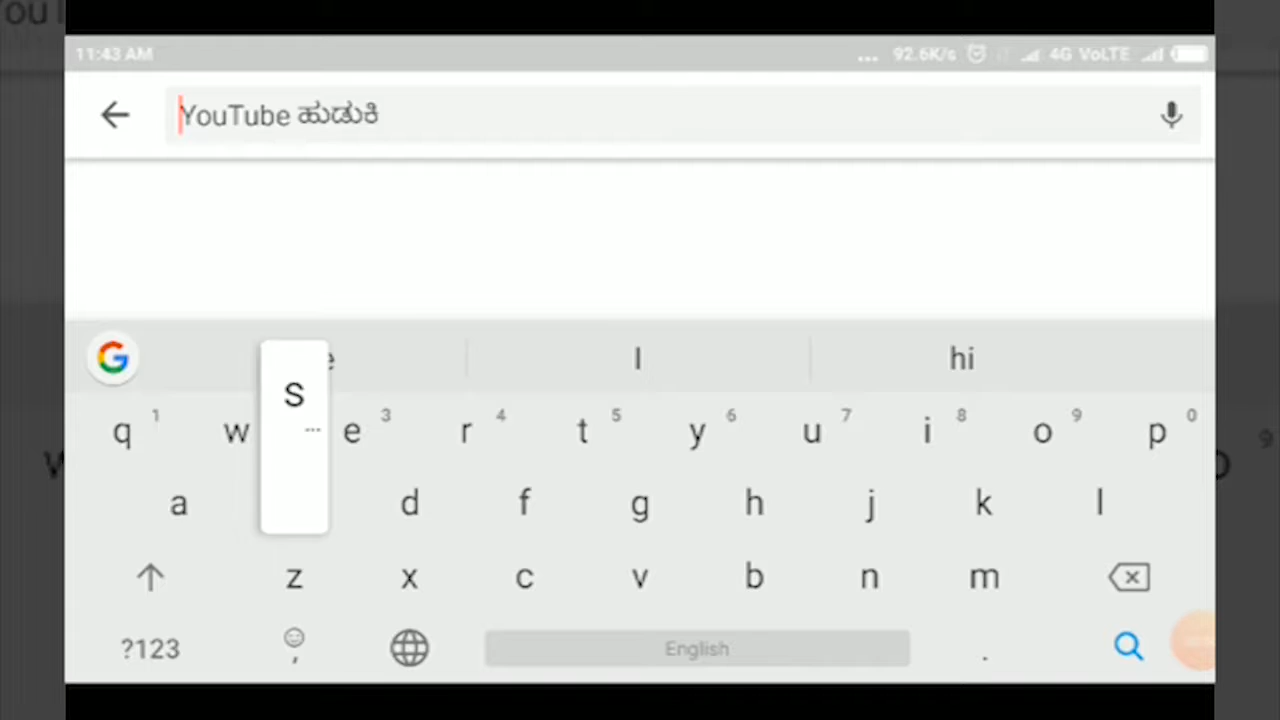 11:43 AM ... 92.6K/s 4G VoLTE
YouTube ಹುಡುಕಿ
I hi
S
q 1 w e 3 r 4 t 5 y 6 u 7 i 8 o 9 p 0
a d f g h j k l
z x c v b n m
?123 , English .